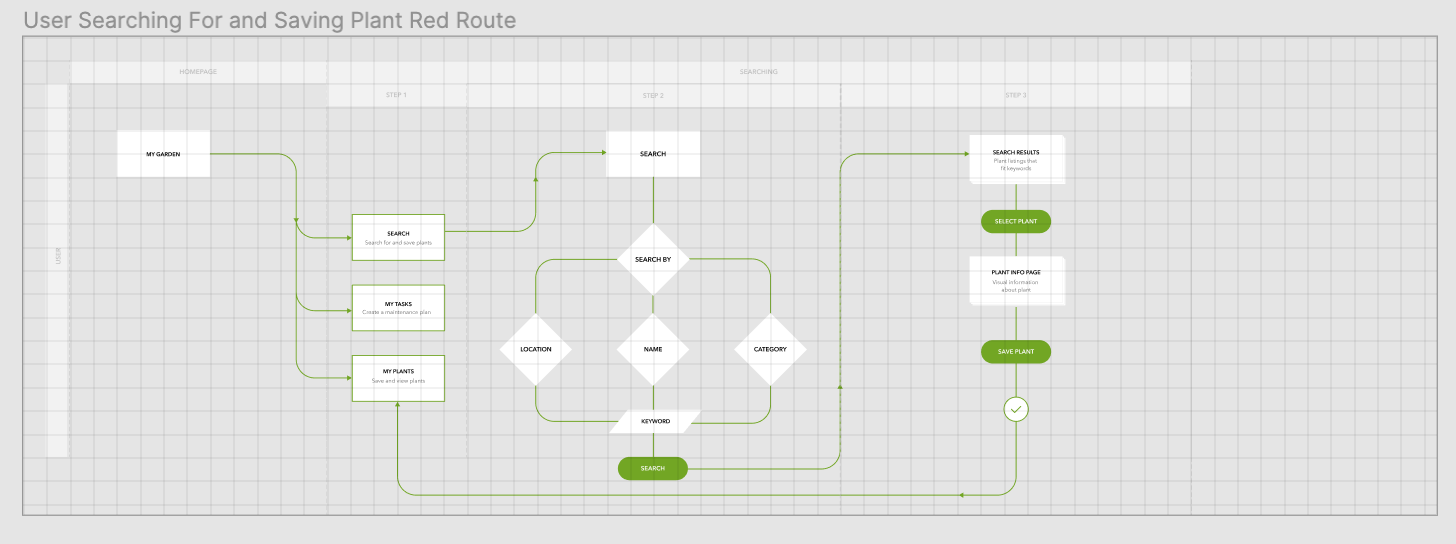 User Searching For and Saving Plant Red Route
HOMEPAGE
SEARCHING
STEP 1
STEP 2
STEP 3
USER
MY GARDEN
SEARCH
Search for and save plants
MY TASKS
Create a maintenance plan
MY PLANTS
Save and view plants
SEARCH
SEARCH BY
LOCATION
NAME
CATEGORY
KEYWORD
SEARCH
SEARCH RESULTS
Plant listings that
fit keywords
SELECT PLANT
PLANT INFO PAGE
Visual information
about plant
SAVE PLANT